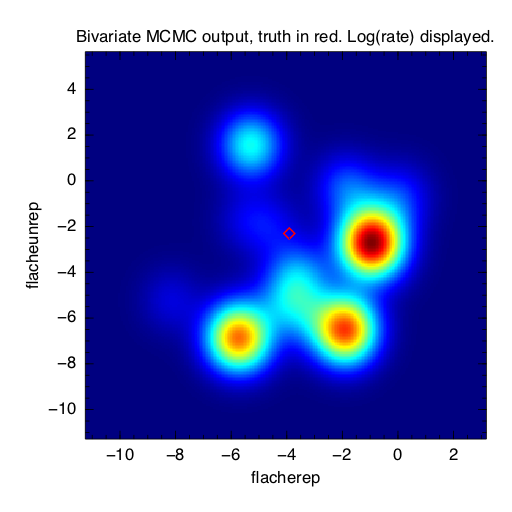 Bivariate MCMC output, truth in red. Log(rate) displayed.
4
2
0
−2
−4
−6
−8
−10
flacheunrep
−10 −8 −6 −4 −2 0 2
flacherep